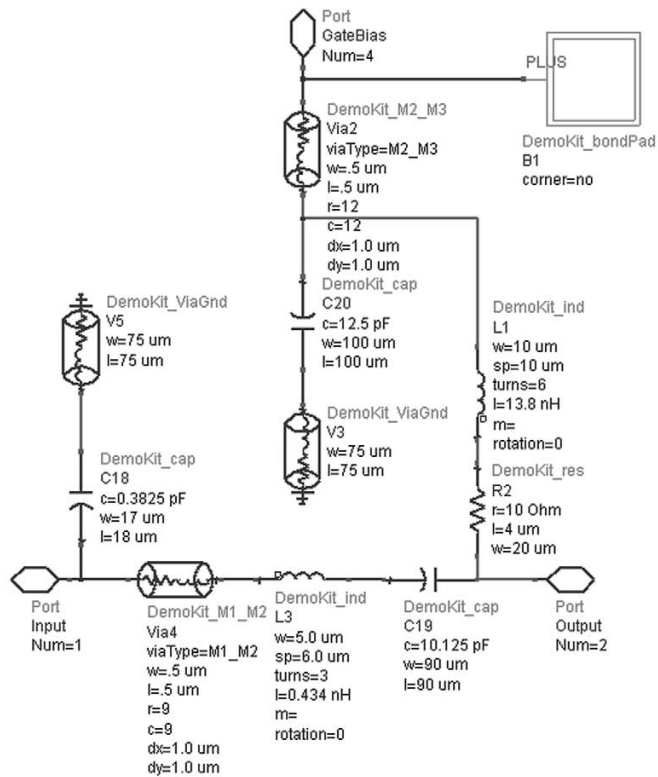 Port
GateBias
Num=4
PLUS
DemoKit_bondPad
B1
corner=no
DemoKit_M2_M3
Via2
viaType=M2_M3
w=.5 um
l=.5 um
r=12
c=12
dx=1.0 um
dy=1.0 um
DemoKit_cap
C20
c=12.5 pF
w=100 um
l=100 um
DemoKit_ViaGnd
V5
w=75 um
l=75 um
DemoKit_ind
L1
w=10 um
sp=10 um
turns=6
l=13.8 nH
m=
rotation=0
DemoKit_ViaGnd
V3
w=75 um
l=75 um
DemoKit_cap
C18
c=0.3825 pF
w=17 um
l=18 um
DemoKit_res
R2
r=10 Ohm
l=4 um
w=20 um
Port
Input
Num=1
DemoKit_M1_M2
Via4
viaType=M1_M2
w=.5 um
l=.5 um
r=9
c=9
dx=1.0 um
dy=1.0 um
DemoKit_ind
L3
w=5.0 um
sp=6.0 um
turns=3
l=0.434 nH
m=
rotation=0
DemoKit_cap
C19
c=10.125 pF
w=90 um
l=90 um
Port
Output
Num=2